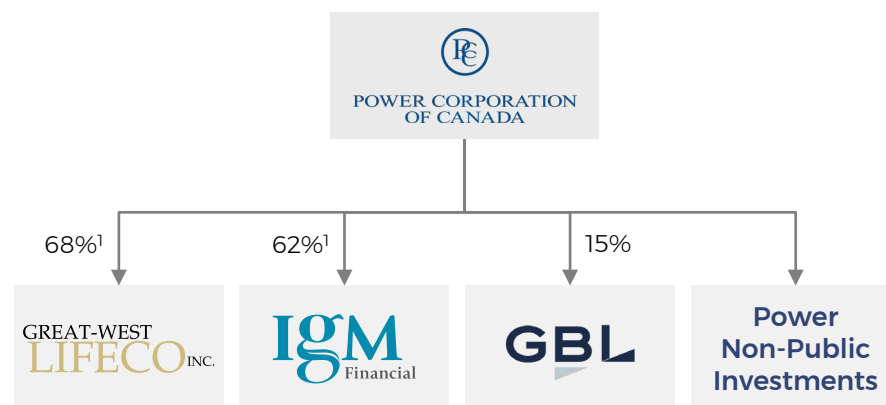 PCC
POWER CORPORATION
OF CANADA
68%¹
62%¹
15%
GREAT-WEST
LIFECO INC.
IGM
Financial
GBL
Power
Non-Public
Investments